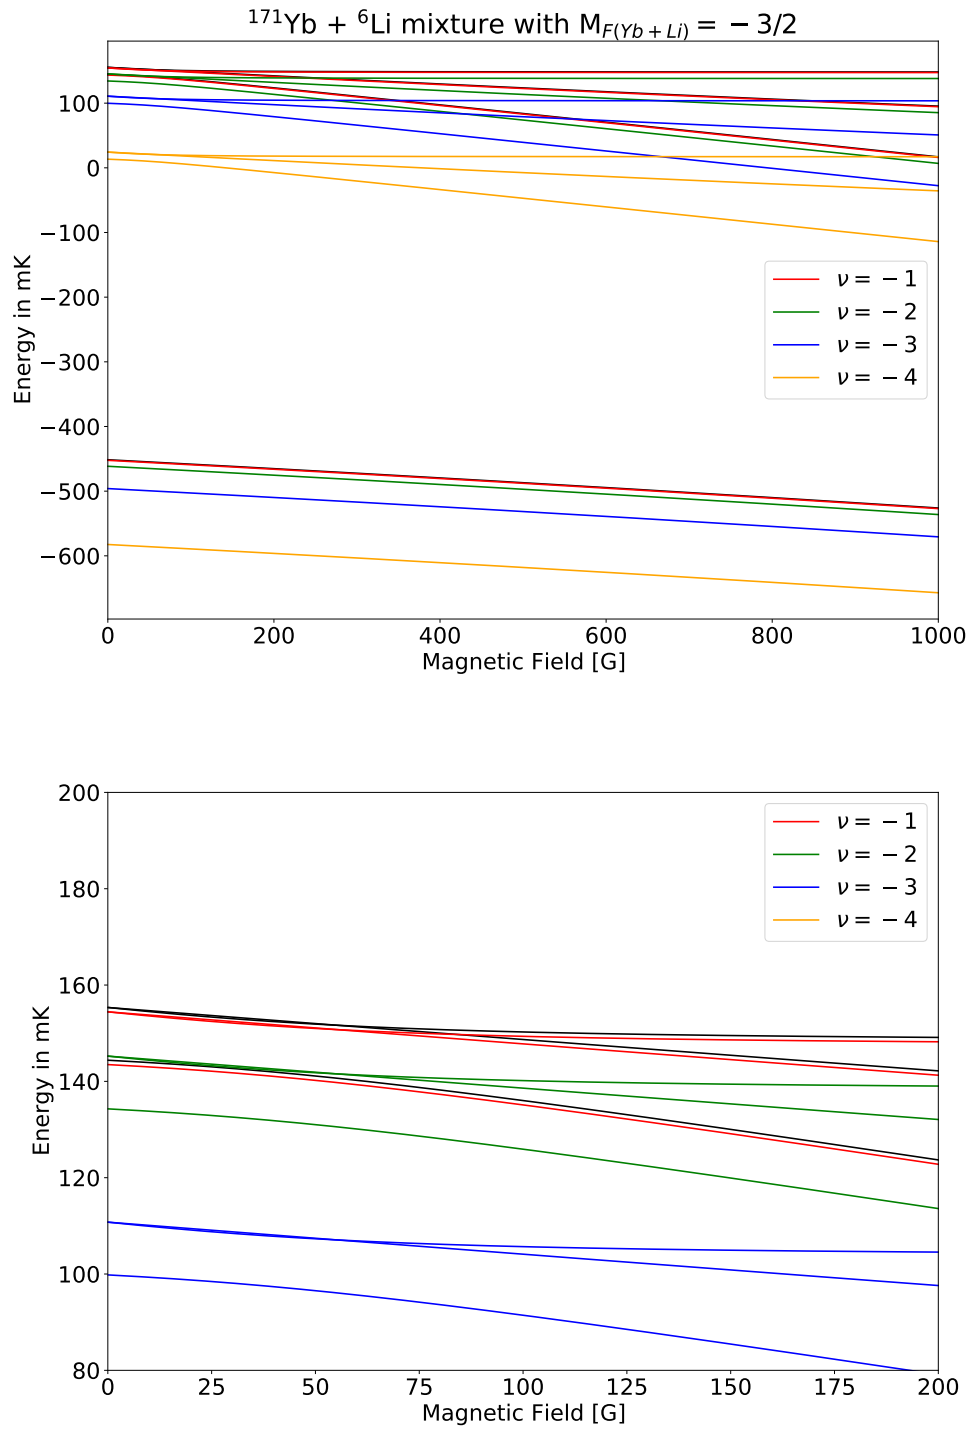 ¹⁷¹Yb + ⁶Li mixture with M_F(Yb + Li) = − 3/2
100
0
−100
−200
−300
−400
−500
−600
Energy in mK
ν = − 1
ν = − 2
ν = − 3
ν = − 4
0 200 400 600 800 1000
Magnetic Field [G]
200
180
160
140
120
100
80
Energy in mK
ν = − 1
ν = − 2
ν = − 3
ν = − 4
0 25 50 75 100 125 150 175 200
Magnetic Field [G]